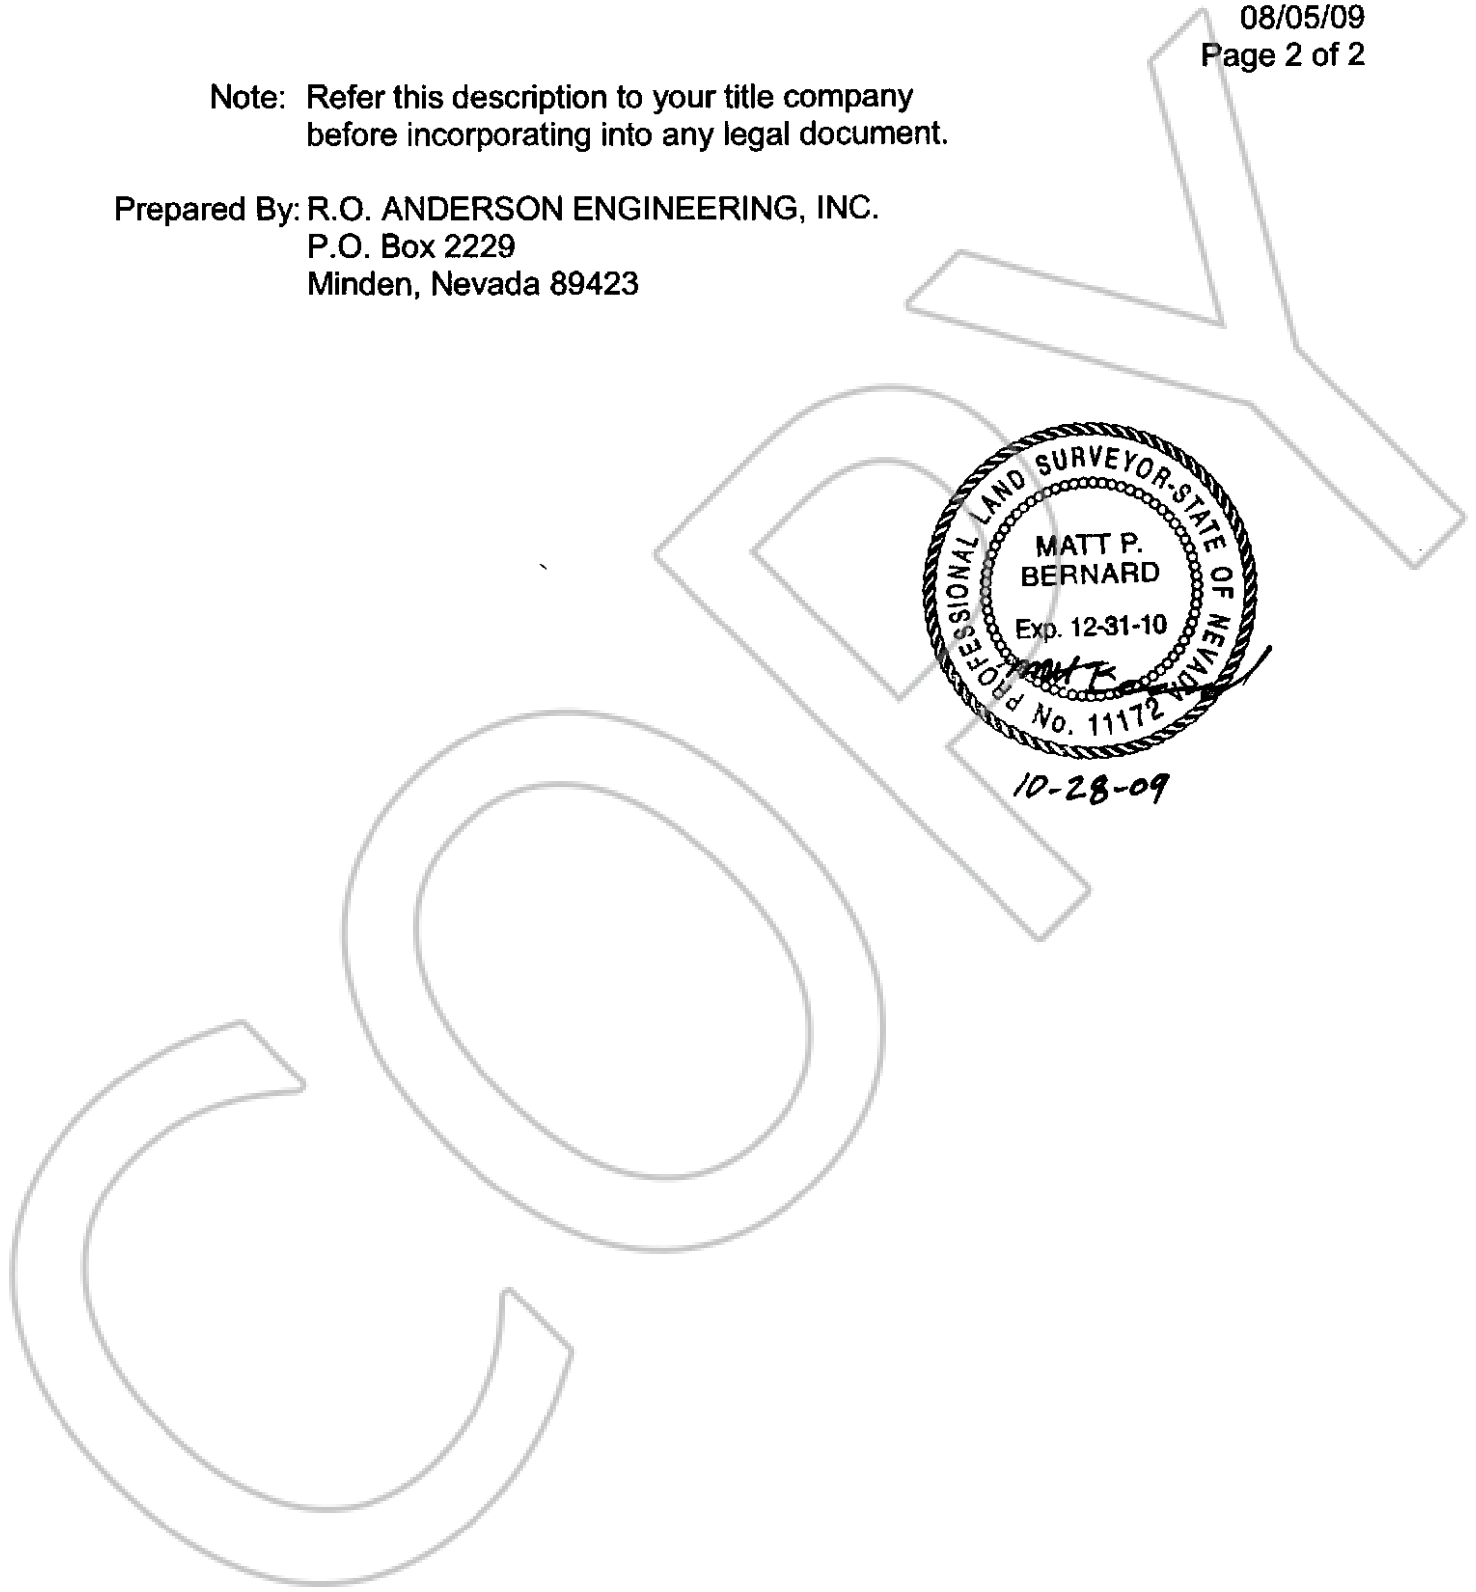 08/05/09
Page 2 of 2
Note: Refer this description to your title company
before incorporating into any legal document.
Prepared By: R.O. ANDERSON ENGINEERING, INC.
P.O. Box 2229
Minden, Nevada 89423
PROFESSIONAL LAND SURVEYOR-STATE OF NEVADA
MATT P.
BERNARD
Exp. 12-31-10
No. 11172
10-28-09
COPY